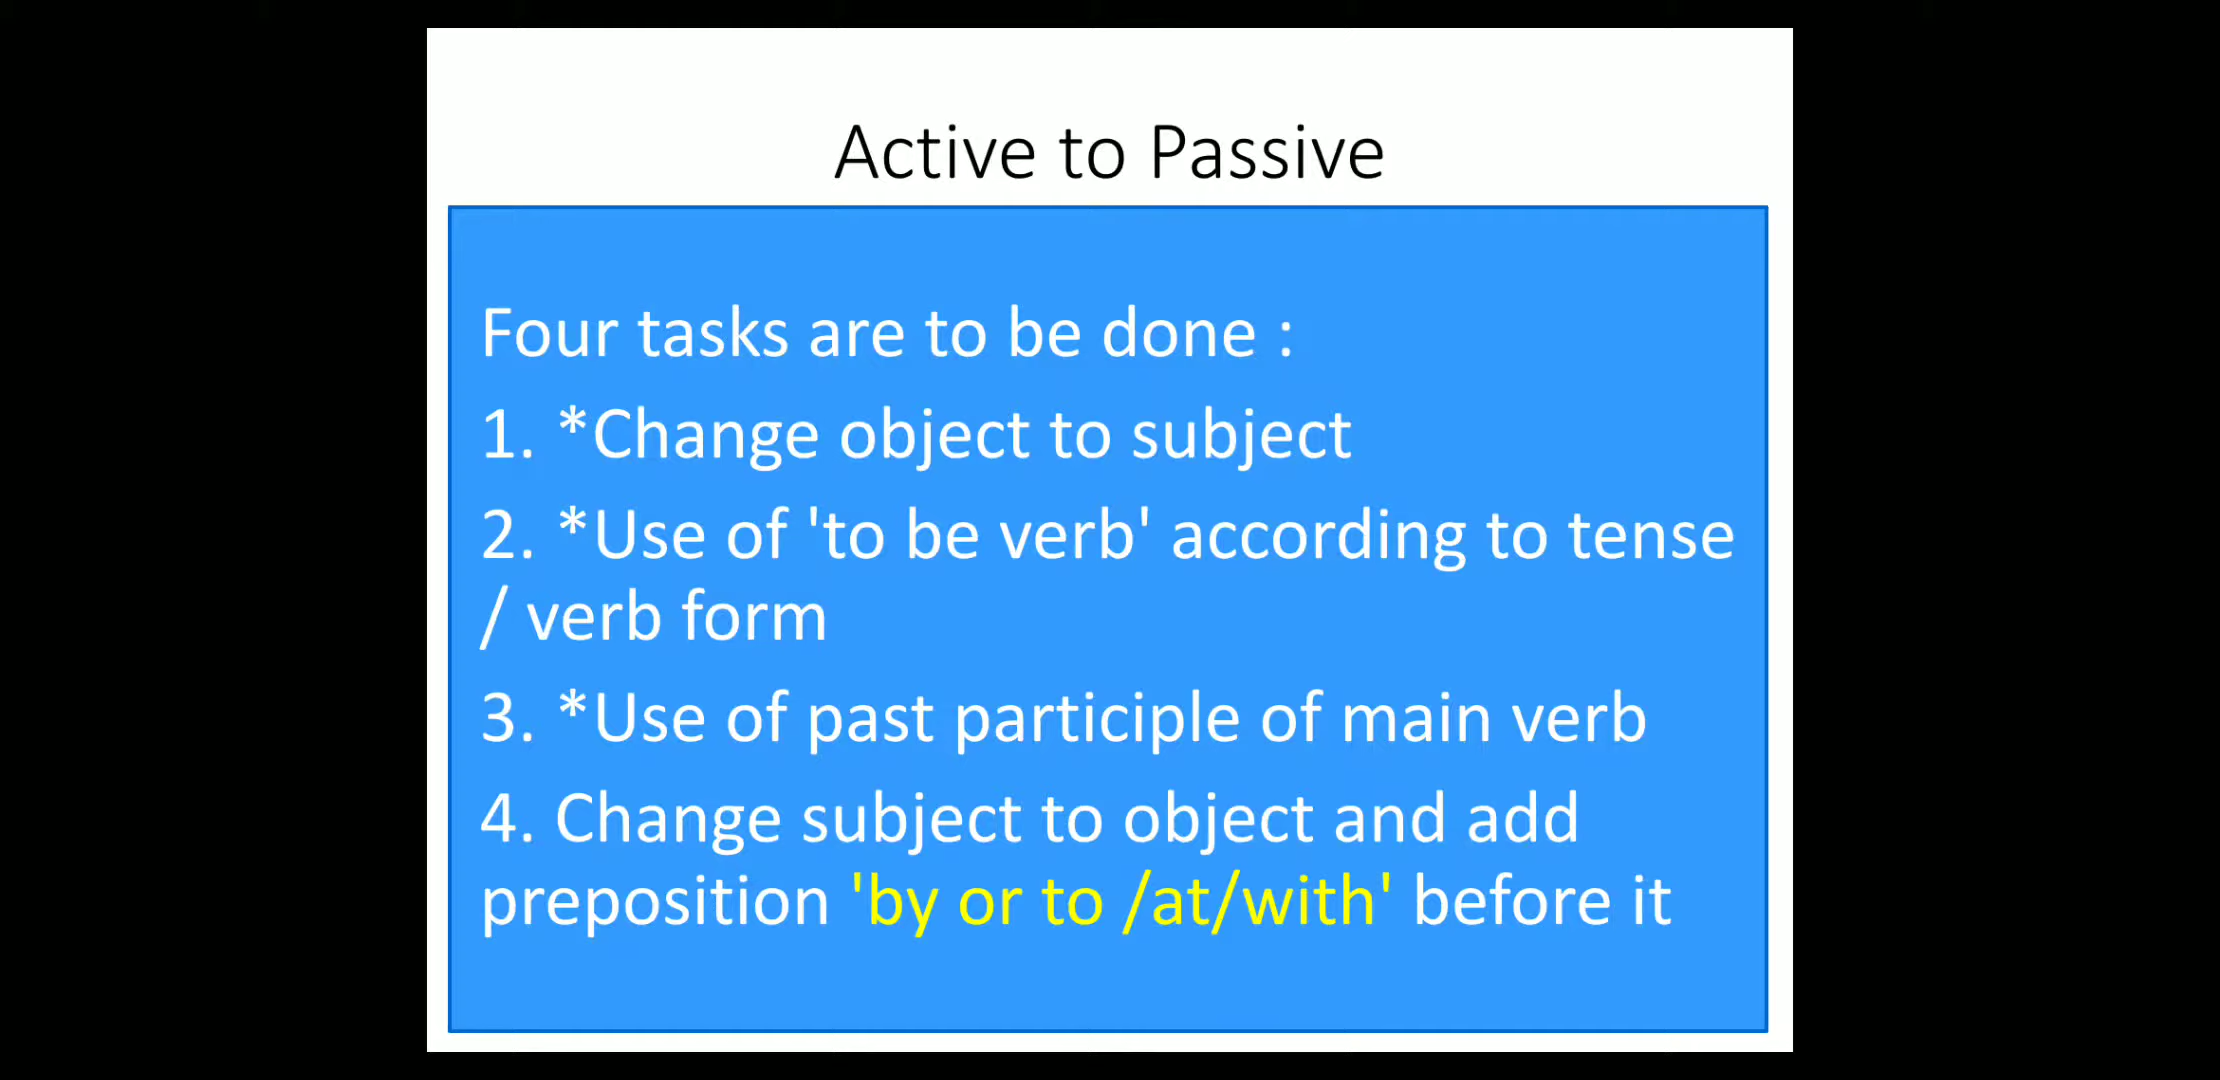 Active to Passive
Four tasks are to be done :
1. *Change object to subject
2. *Use of 'to be verb' according to tense
/ verb form
3. *Use of past participle of main verb
4. Change subject to object and add
preposition 'by or to /at/with' before it